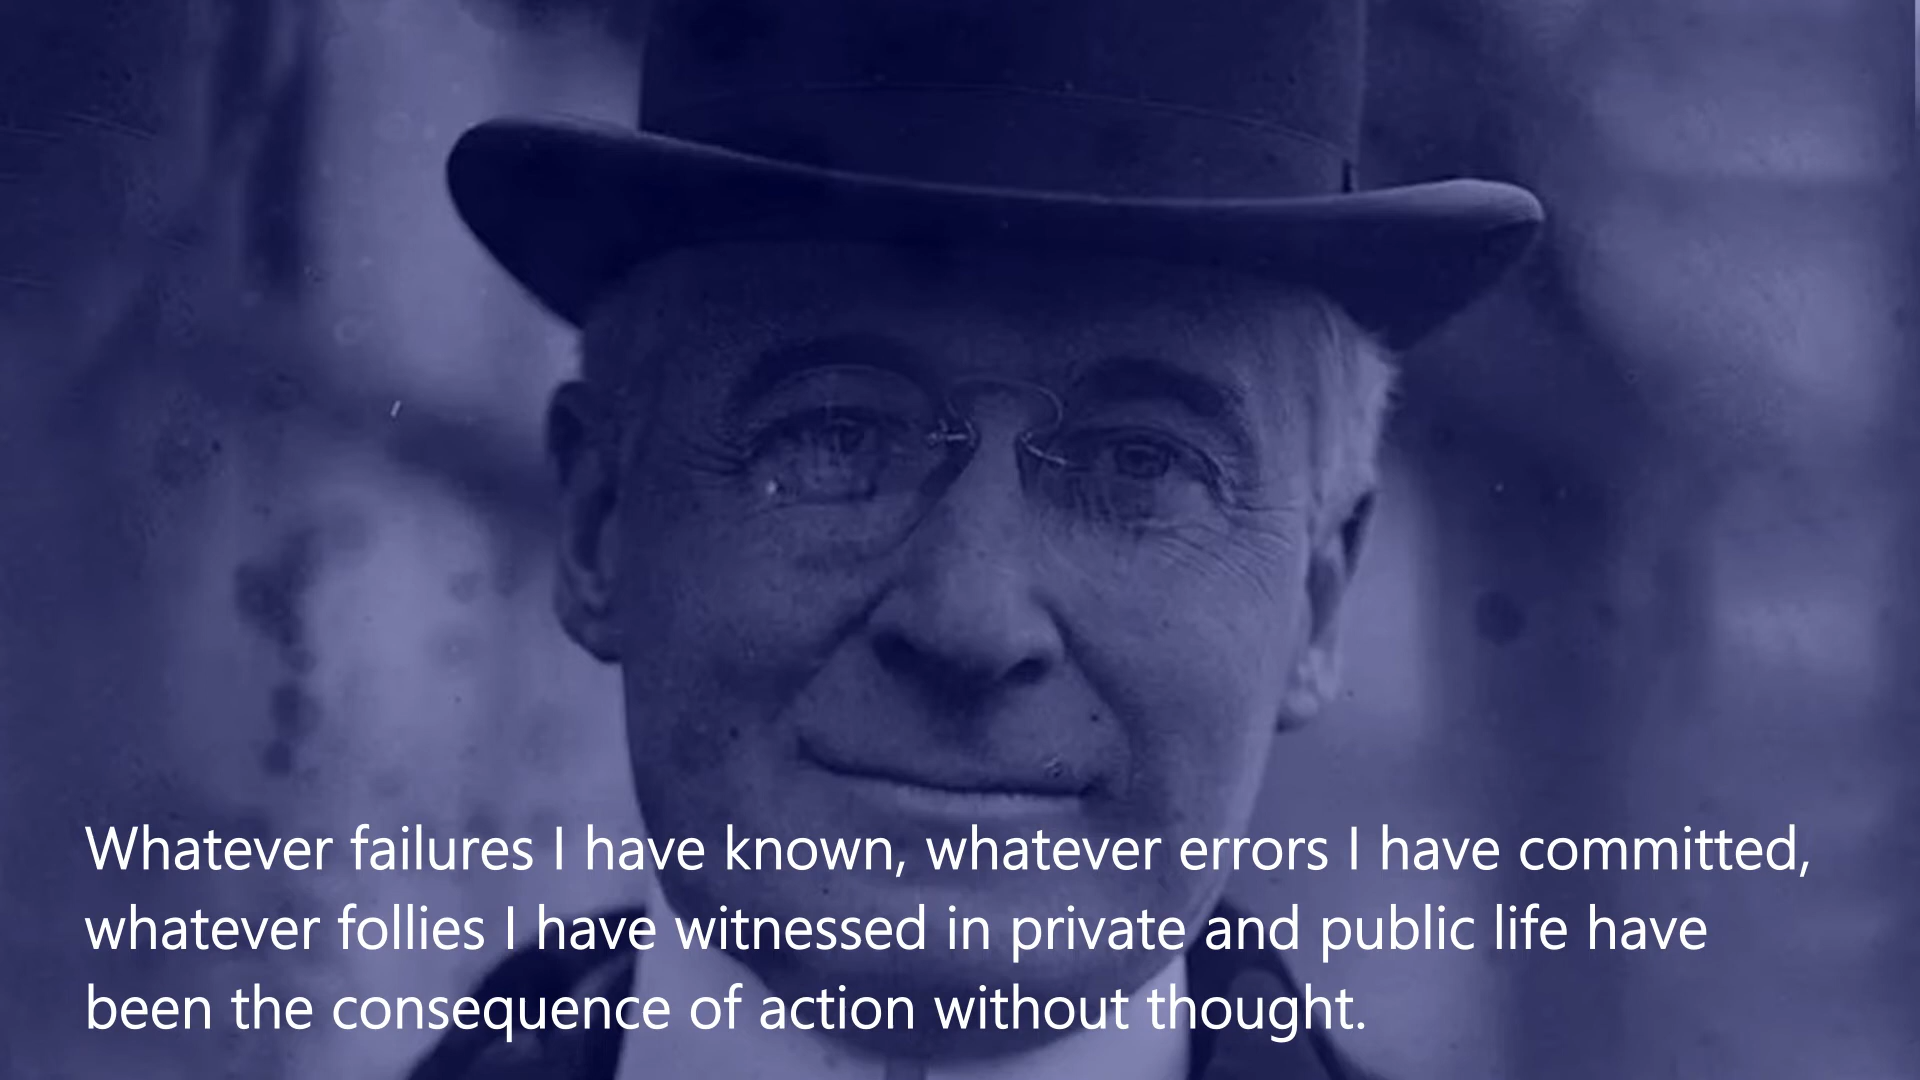 Whatever failures I have known, whatever errors I have committed,
whatever follies I have witnessed in private and public life have
been the consequence of action without thought.